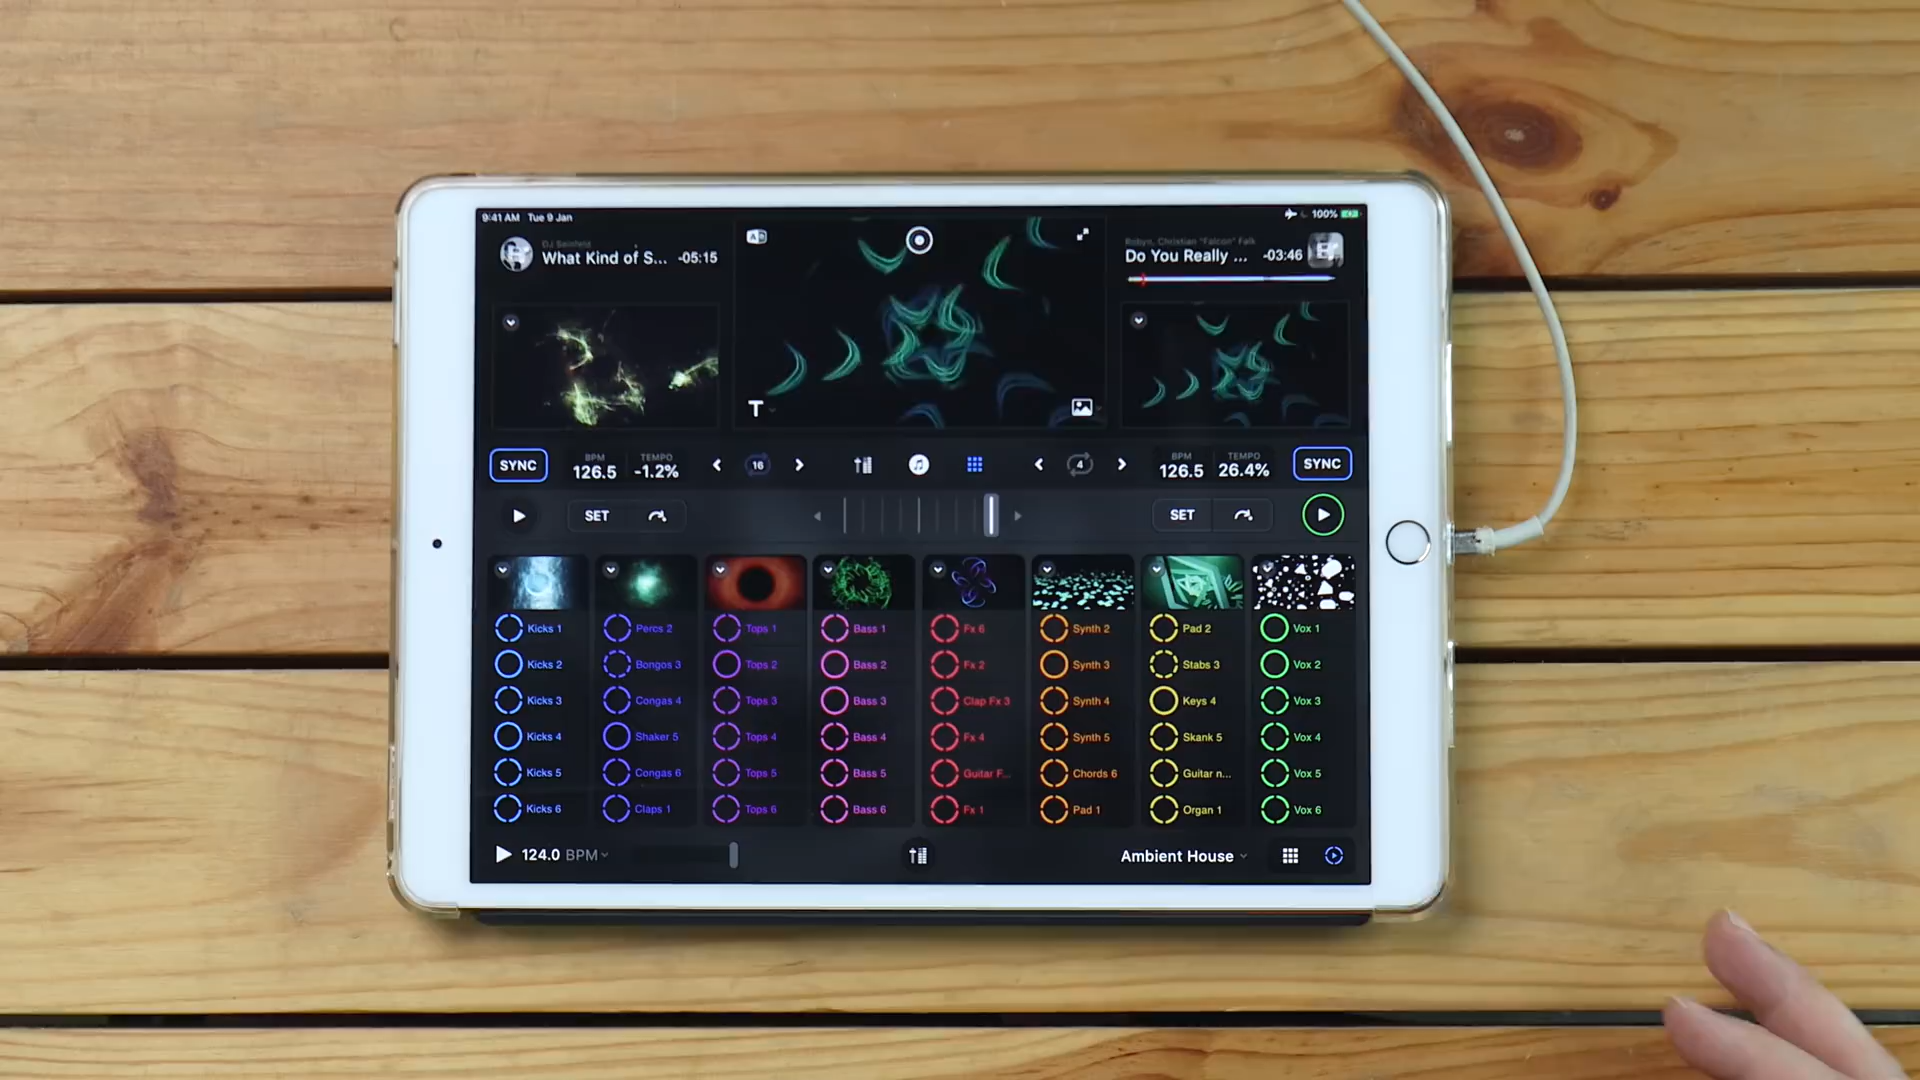 9:41 AM Tue 9 Jan
100%
DJ Seinfeld
What Kind of S... -05:15
Robyn, Christian "Falcon" Falk
Do You Really ... -03:46
T
SYNC
BPM
126.5
TEMPO
-1.2%
16
4
BPM
126.5
TEMPO
26.4%
SYNC
SET
SET
Kicks 1 Percs 2 Tops 1 Bass 1 Fx 6 Synth 2 Pad 2 Vox 1
Kicks 2 Bongos 3 Tops 2 Bass 2 Fx 2 Synth 3 Stabs 3 Vox 2
Kicks 3 Congas 4 Tops 3 Bass 3 Clap Fx 3 Synth 4 Keys 4 Vox 3
Kicks 4 Shaker 5 Tops 4 Bass 4 Fx 4 Synth 5 Skank 5 Vox 4
Kicks 5 Congas 6 Tops 5 Bass 5 Guitar F... Chords 6 Guitar n... Vox 5
Kicks 6 Claps 1 Tops 6 Bass 6 Fx 1 Pad 1 Organ 1 Vox 6
124.0 BPM
Ambient House